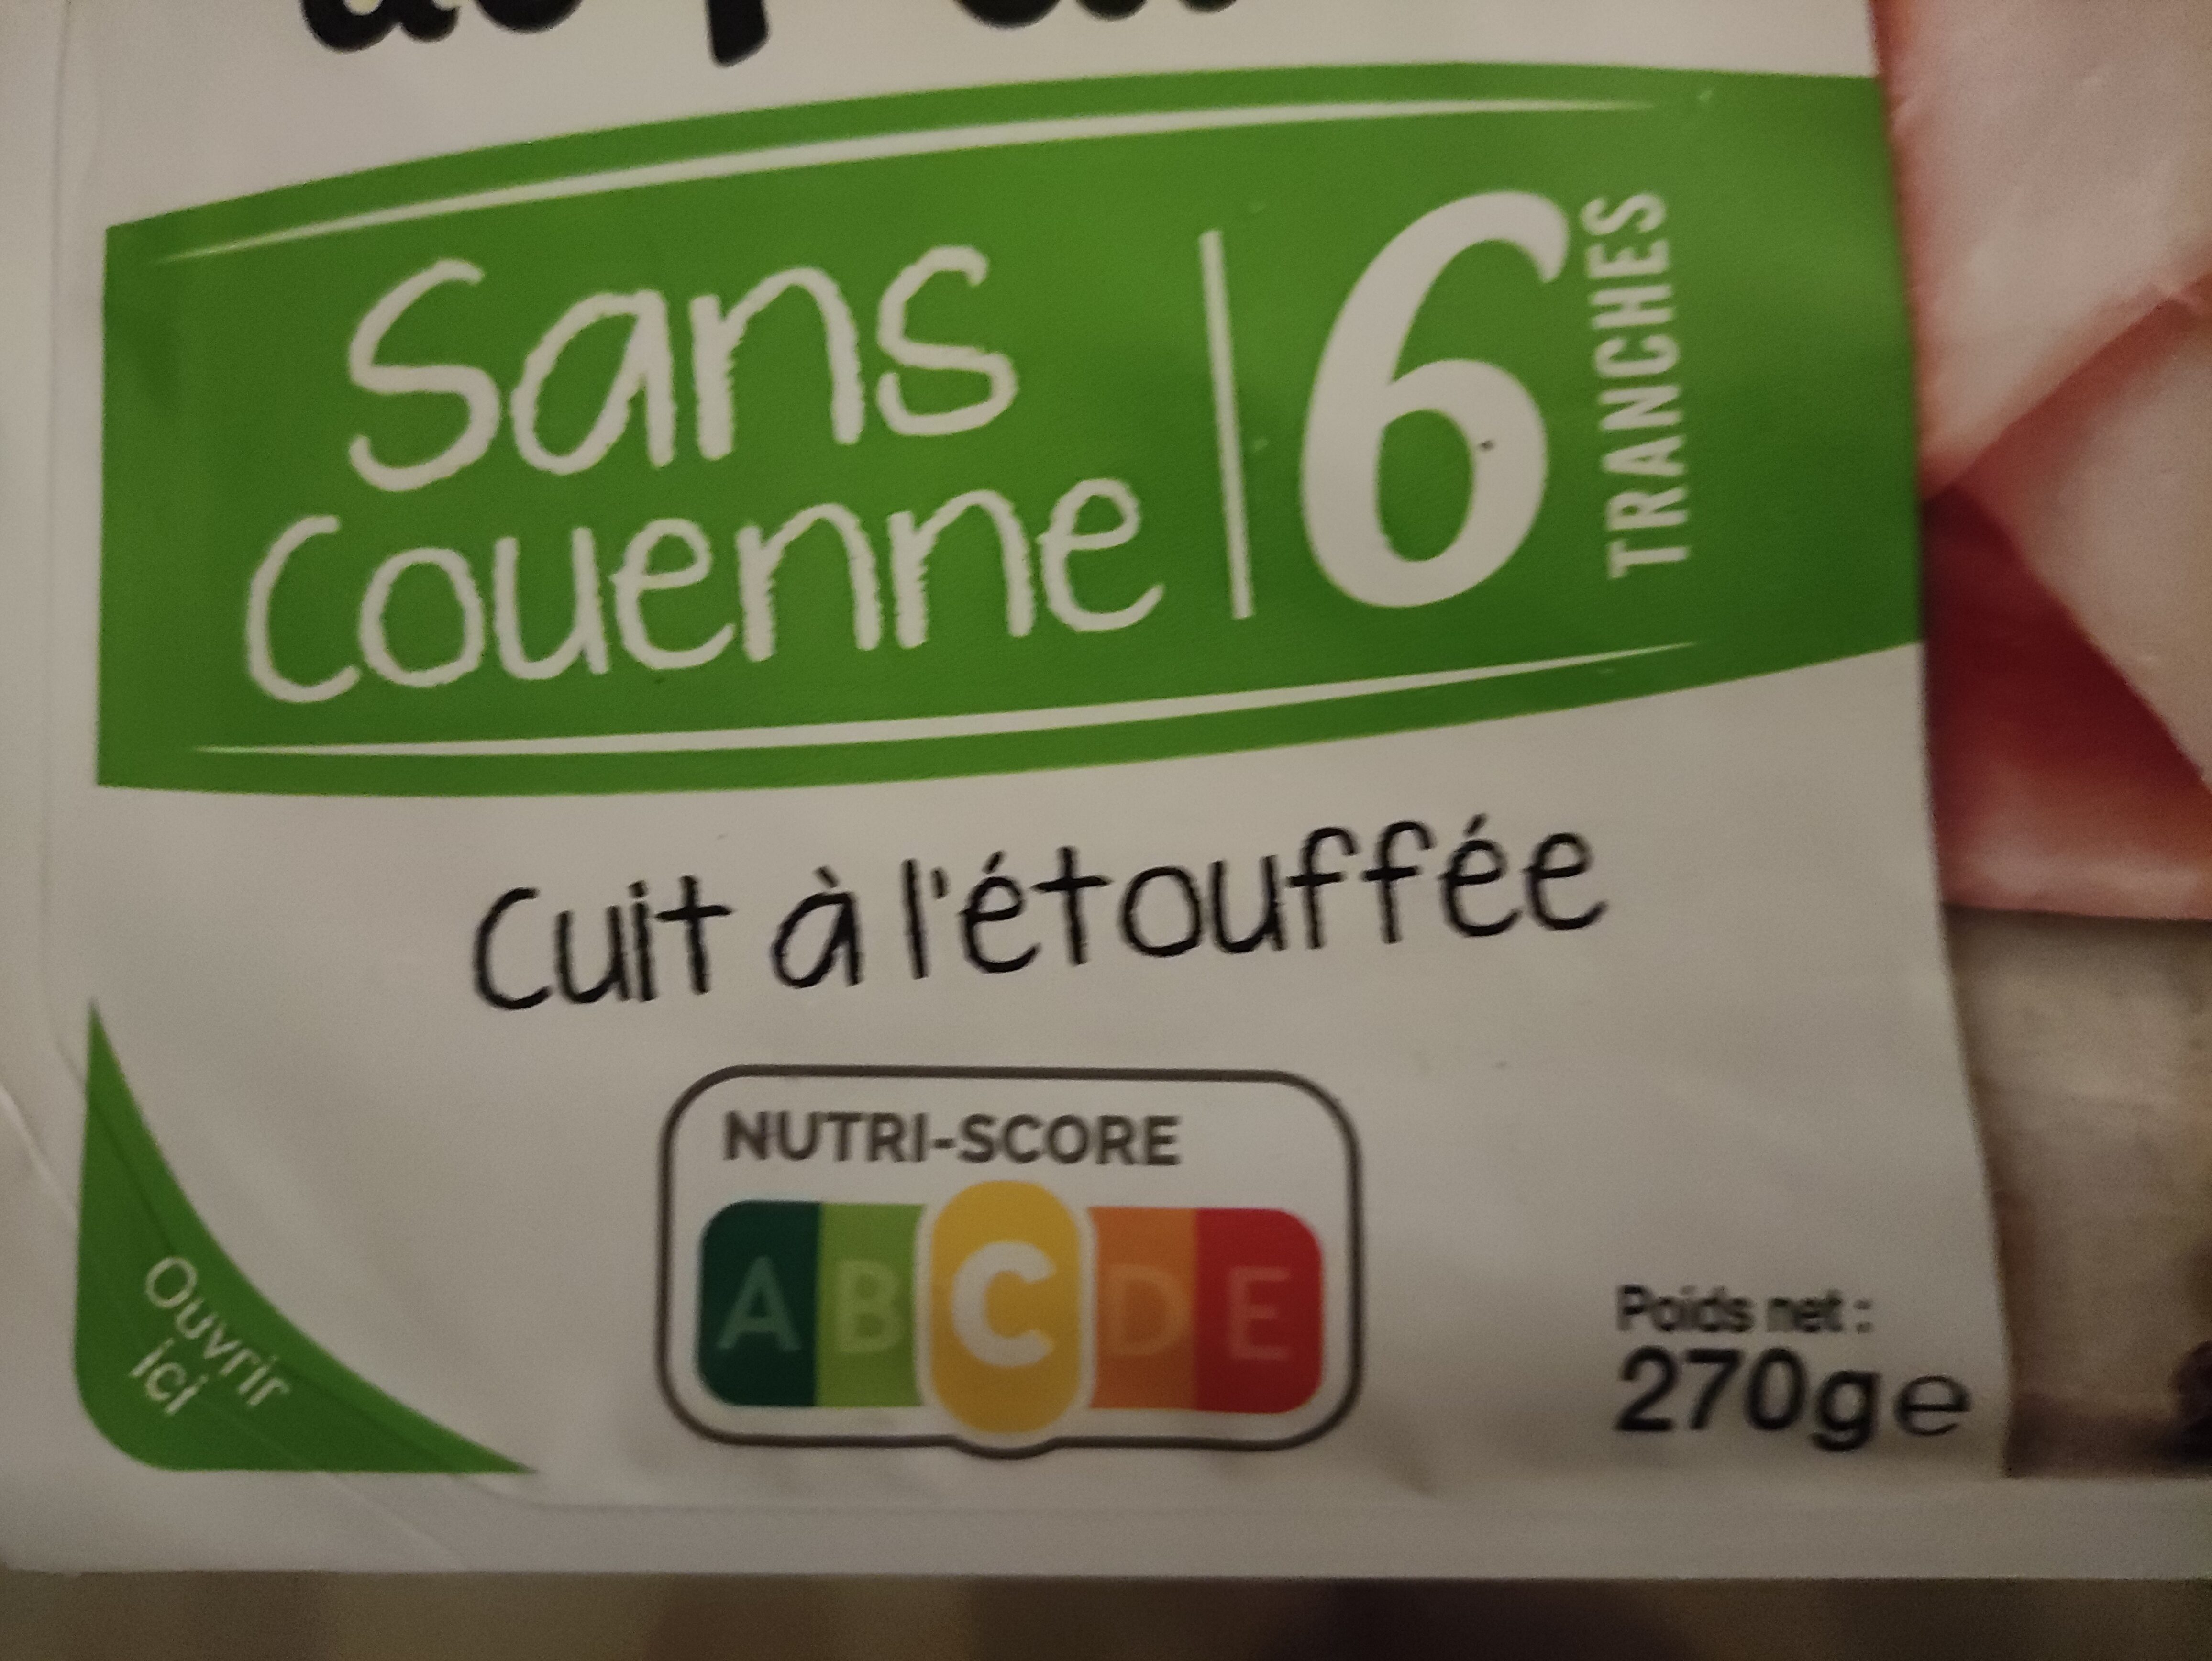 Sans
Couenne
6
TRANCHES
Cuit à l'étouffée
NUTRI-SCORE
A B C D E
Poids net :
270g e
Ouvrir
ici